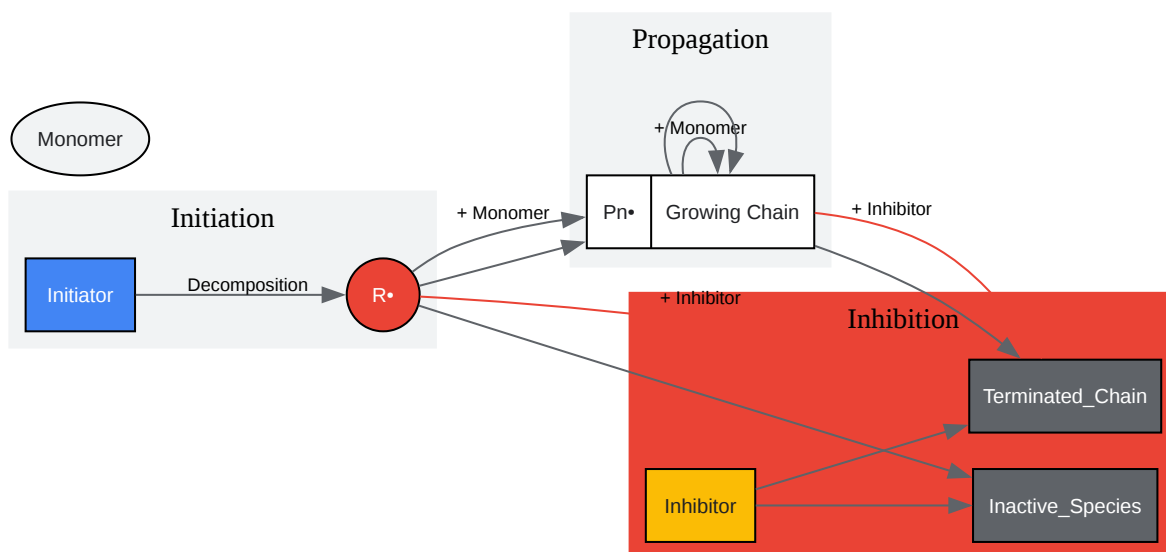 Propagation
+ Monomer
Pn•
Growing Chain
Monomer
Initiation
Initiator
Decomposition
R•
+ Monomer
+ Inhibitor
+ Inhibitor
Inhibition
Terminated_Chain
Inhibitor
Inactive_Species